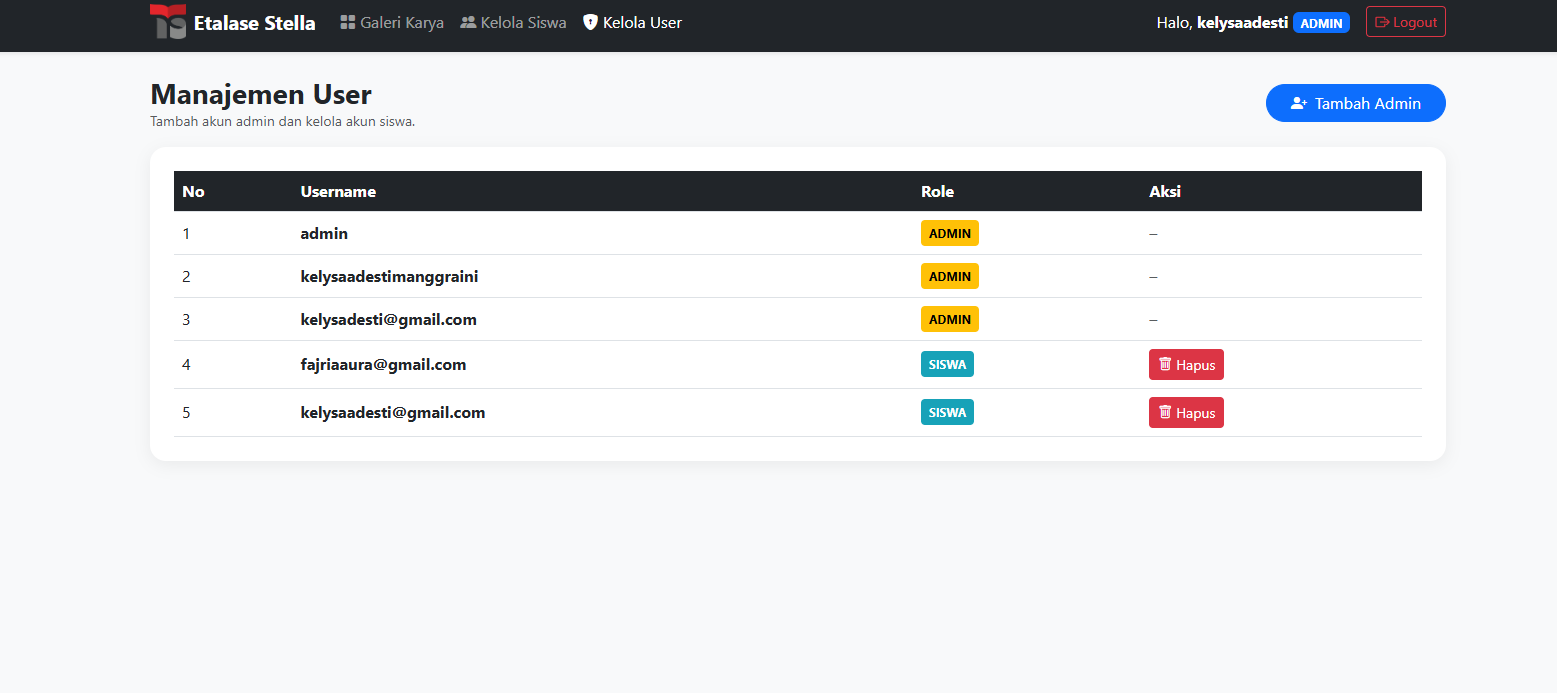 Etalase Stella Galeri Karya Kelola Siswa Kelola User Halo, kelysaadesti ADMIN Logout
Manajemen User
Tambah akun admin dan kelola akun siswa.
Tambah Admin
No Username Role Aksi
1 admin ADMIN –
2 kelysaadestimanggraini ADMIN –
3 kelysadesti@gmail.com ADMIN –
4 fajriaaura@gmail.com SISWA Hapus
5 kelysaadesti@gmail.com SISWA Hapus